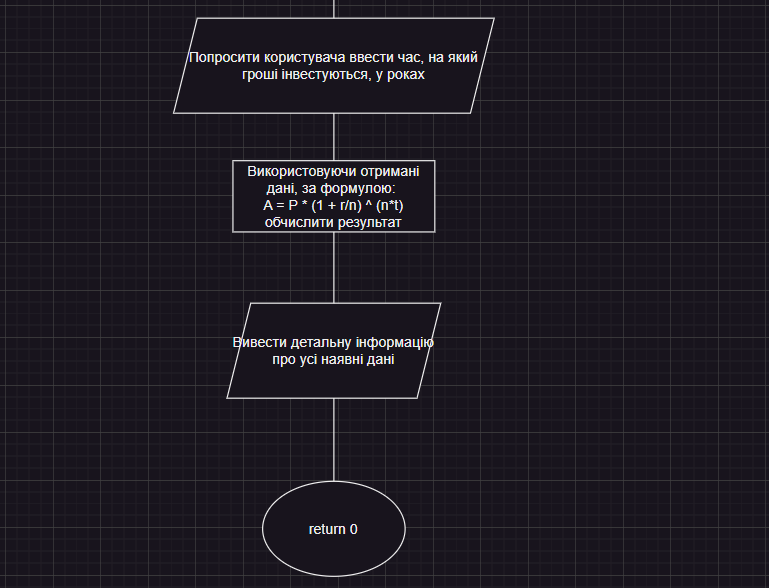 Попросити користувача ввести час, на який
гроші інвестуються, у роках
Використовуючи отримані
дані, за формулою:
A = P * (1 + r/n) ^ (n*t)
обчислити результат
Вивести детальну інформацію
про усі наявні дані
return 0